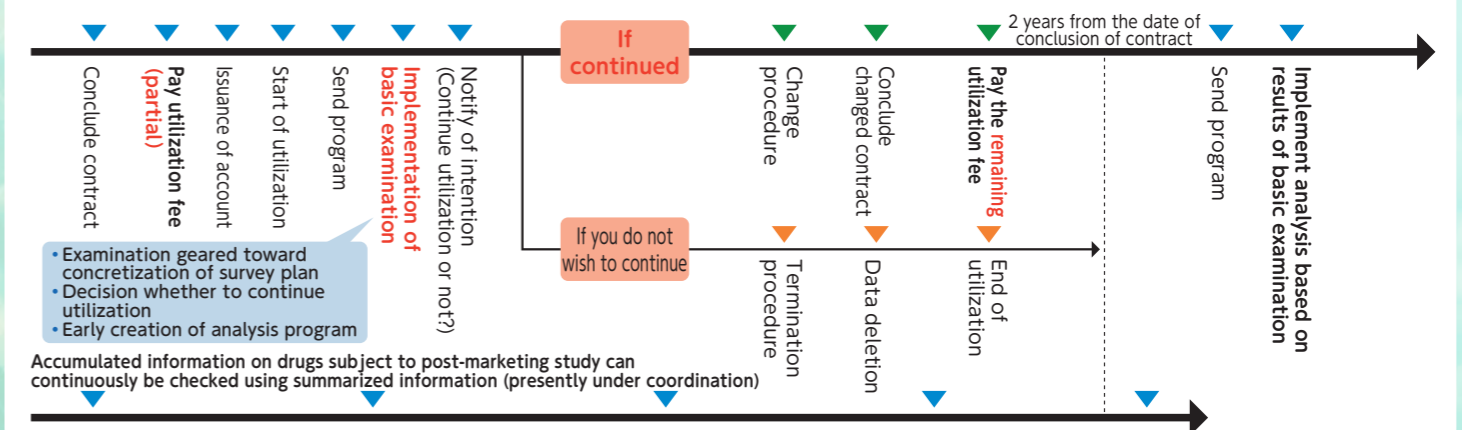 Conclude contract
Pay utilization fee
(partial)
Issuance of account
Start of utilization
Send program
Implementation of
basic examination
Notify of intention
(Continue utilization or not?)
If
continued
Change
procedure
Conclude
changed contract
Pay the remaining
utilization fee
2 years from the date of
conclusion of contract
Send program
Implement analysis based on
results of basic examination
If you do not
wish to continue
Termination
procedure
Data deletion
End of
utilization
• Examination geared toward
concretization of survey plan
• Decision whether to continue
utilization
• Early creation of analysis program
Accumulated information on drugs subject to post-marketing study can
continuously be checked using summarized information (presently under coordination)